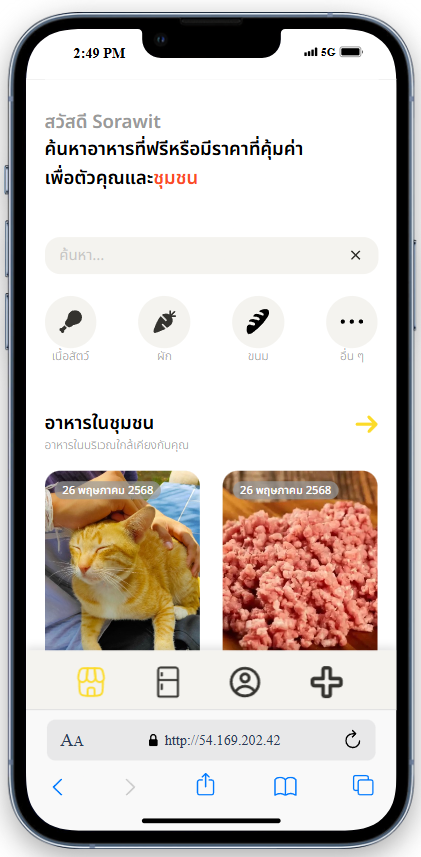 2:49 PM
5G
สวัสดี Sorawit
ค้นหาอาหารที่ฟรีหรือมีราคาที่คุ้มค่า
เพื่อตัวคุณและชุมชน
ค้นหา...
เนื้อสัตว์ ผัก ขนม อื่น ๆ
อาหารในชุมชน
อาหารในบริเวณใกล้เคียงกับคุณ
26 พฤษภาคม 2568 26 พฤษภาคม 2568
AA http://54.169.202.42